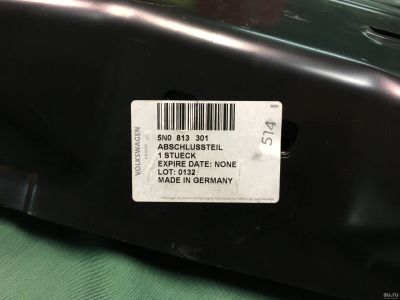 VOLKSWAGEN
5N0 813 301
ABSCHLUSSTEIL
1 STUECK
EXPIRE DATE: NONE
LOT: 0132
MADE IN GERMANY
514
au.ru